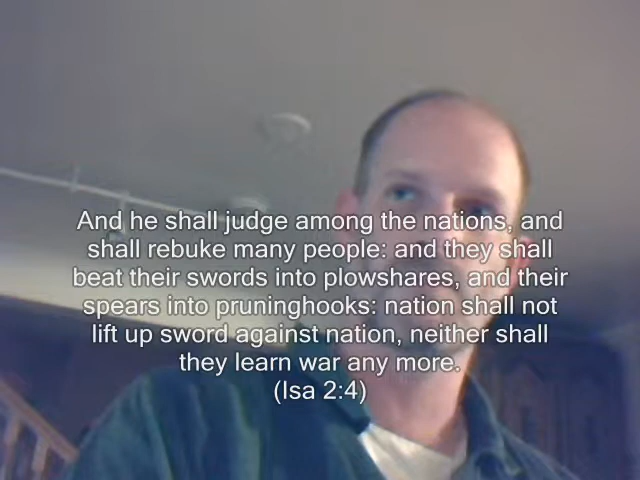 And he shall judge among the nations, and
shall rebuke many people: and they shall
beat their swords into plowshares, and their
spears into pruninghooks: nation shall not
lift up sword against nation, neither shall
they learn war any more.
(Isa 2:4)